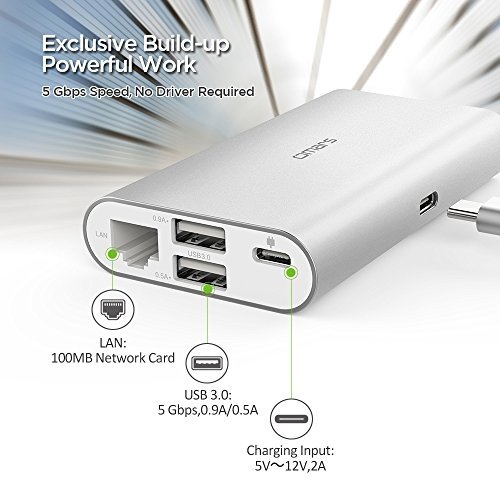 Exclusive Build-up
Powerful Work
5 Gbps Speed, No Driver Required
omars
LAN
0.9A
USB3.0
0.5A
LAN:
100MB Network Card
USB 3.0:
5 Gbps,0.9A/0.5A
Charging Input:
5V～12V,2A